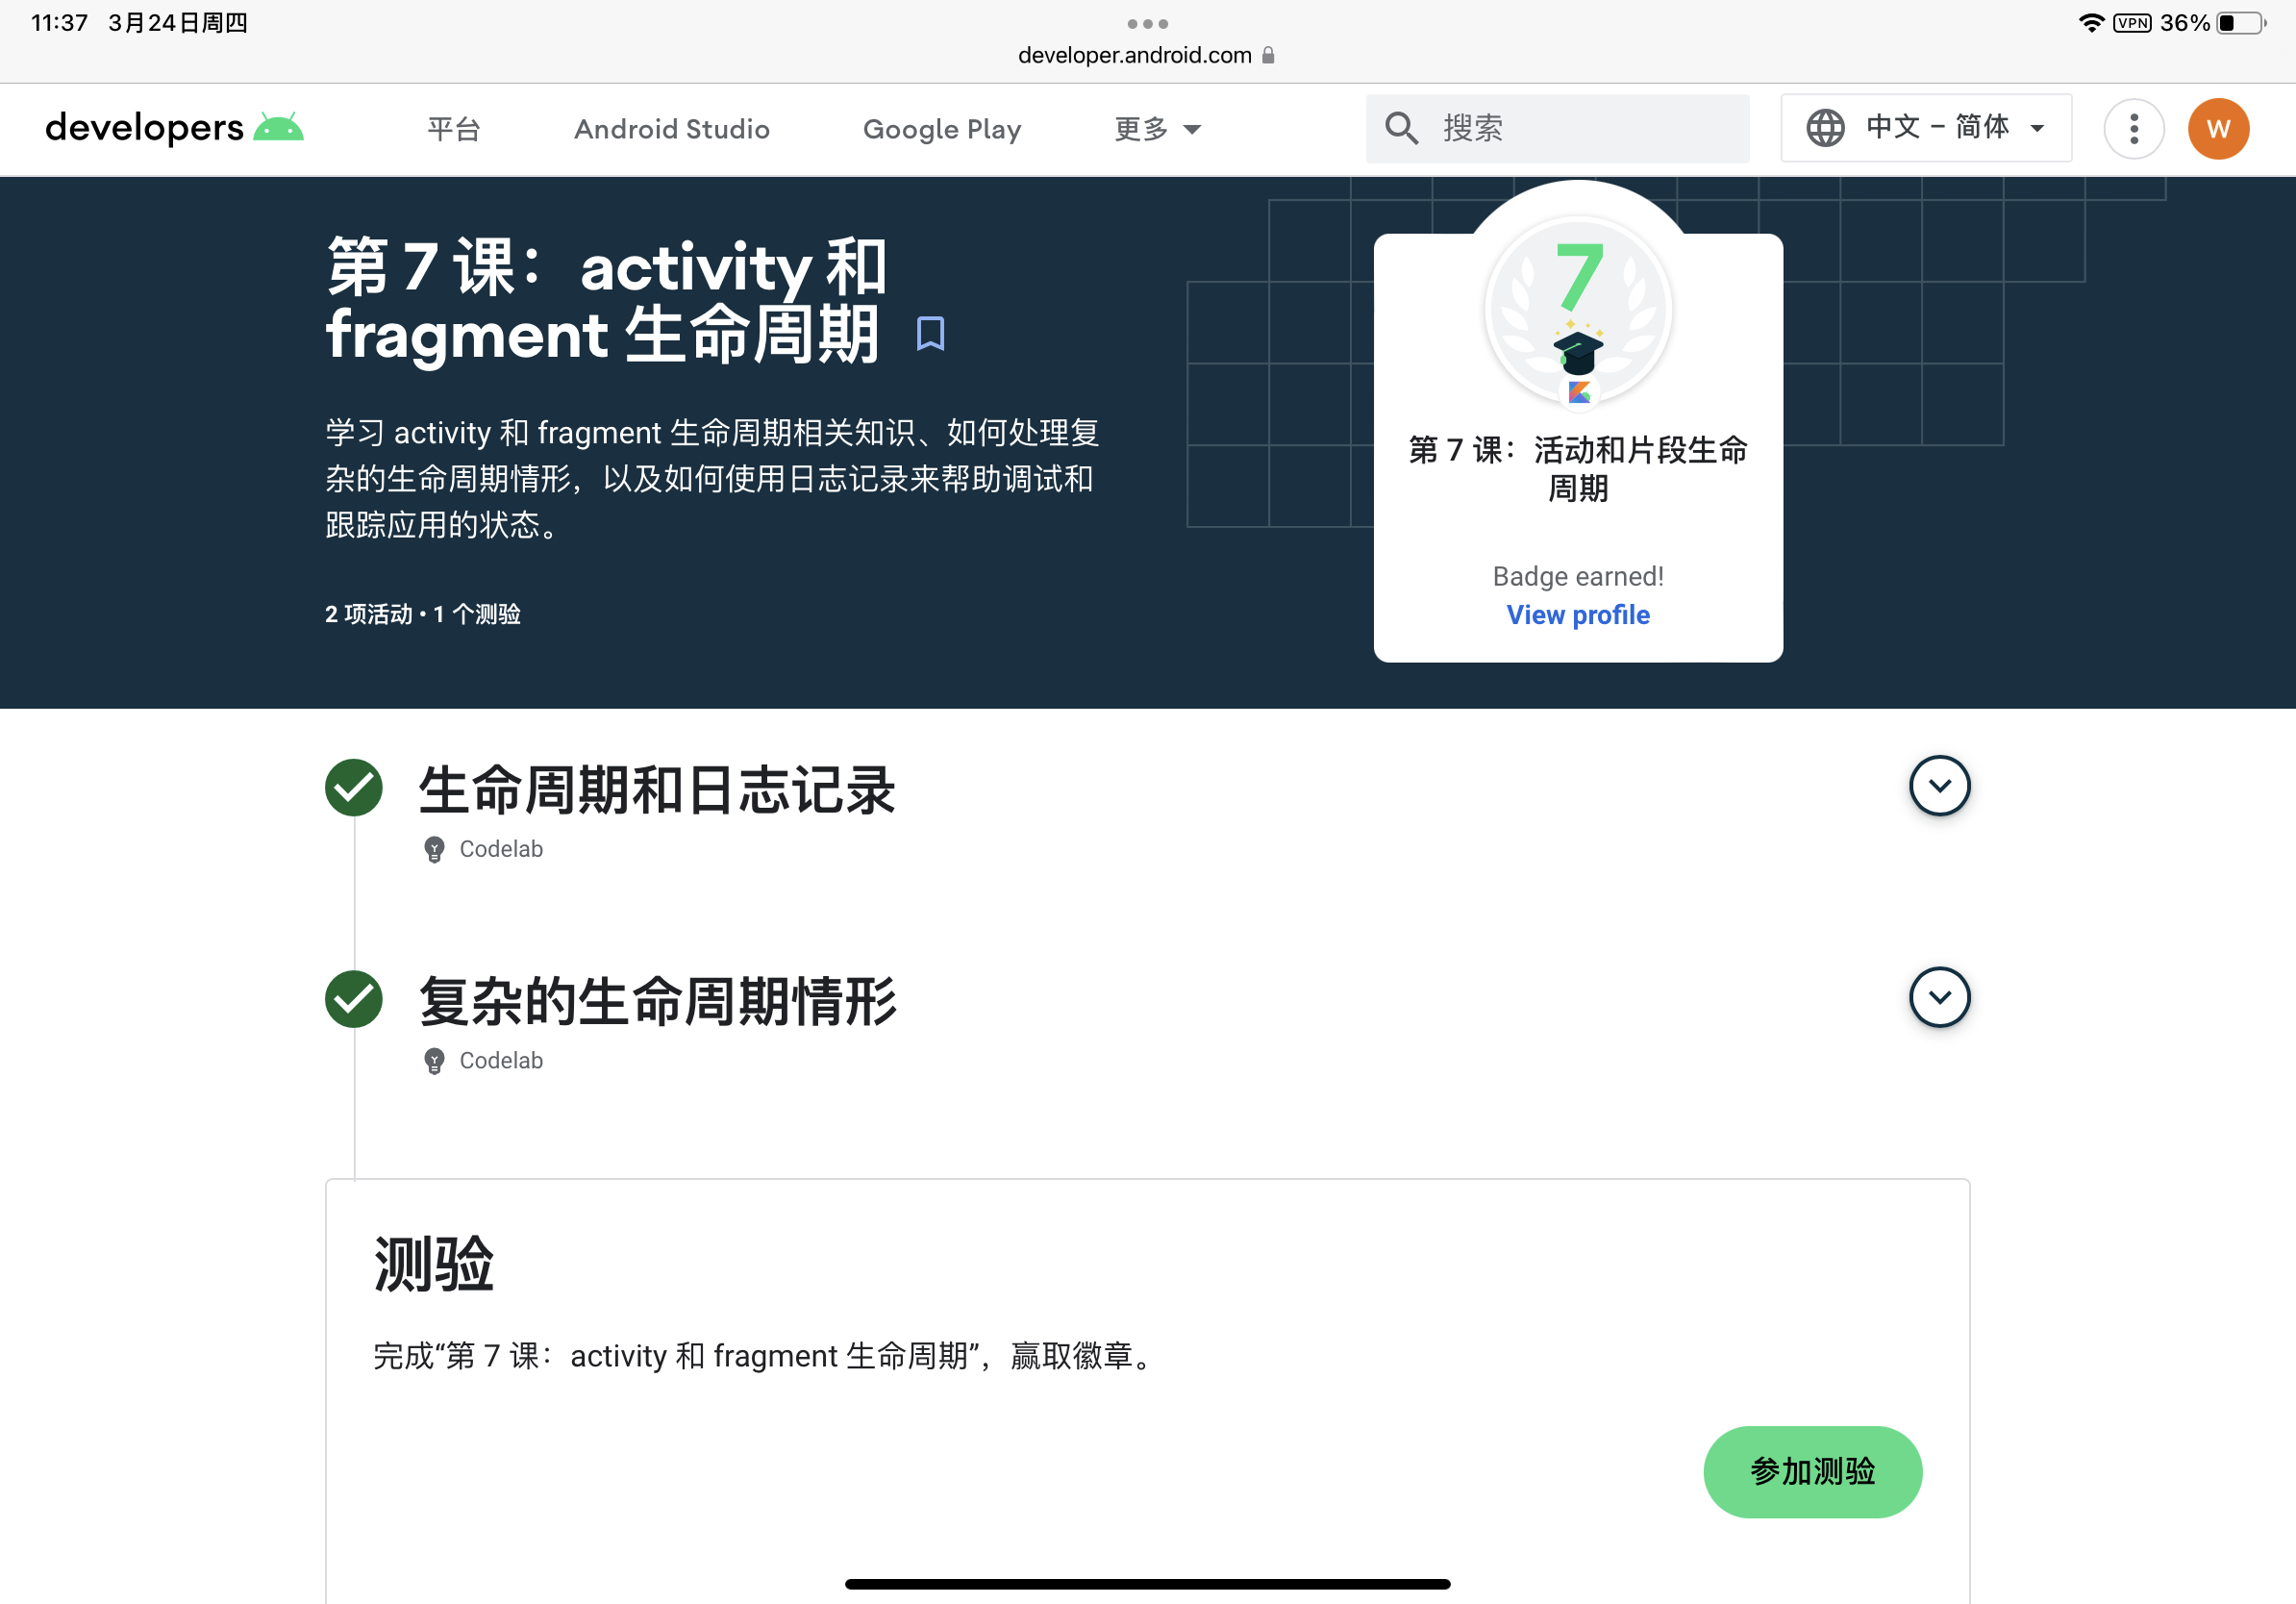 11:37 3月24日周四
VPN 36%
developer.android.com
developers 平台 Android Studio Google Play 更多 搜索 中文 – 简体 W
第 7 课：activity 和
fragment 生命周期
学习 activity 和 fragment 生命周期相关知识、如何处理复
杂的生命周期情形，以及如何使用日志记录来帮助调试和
跟踪应用的状态。
2 项活动 • 1 个测验
7
第 7 课：活动和片段生命
周期
Badge earned!
View profile
生命周期和日志记录
Codelab
复杂的生命周期情形
Codelab
测验
完成“第 7 课：activity 和 fragment 生命周期”，赢取徽章。
参加测验